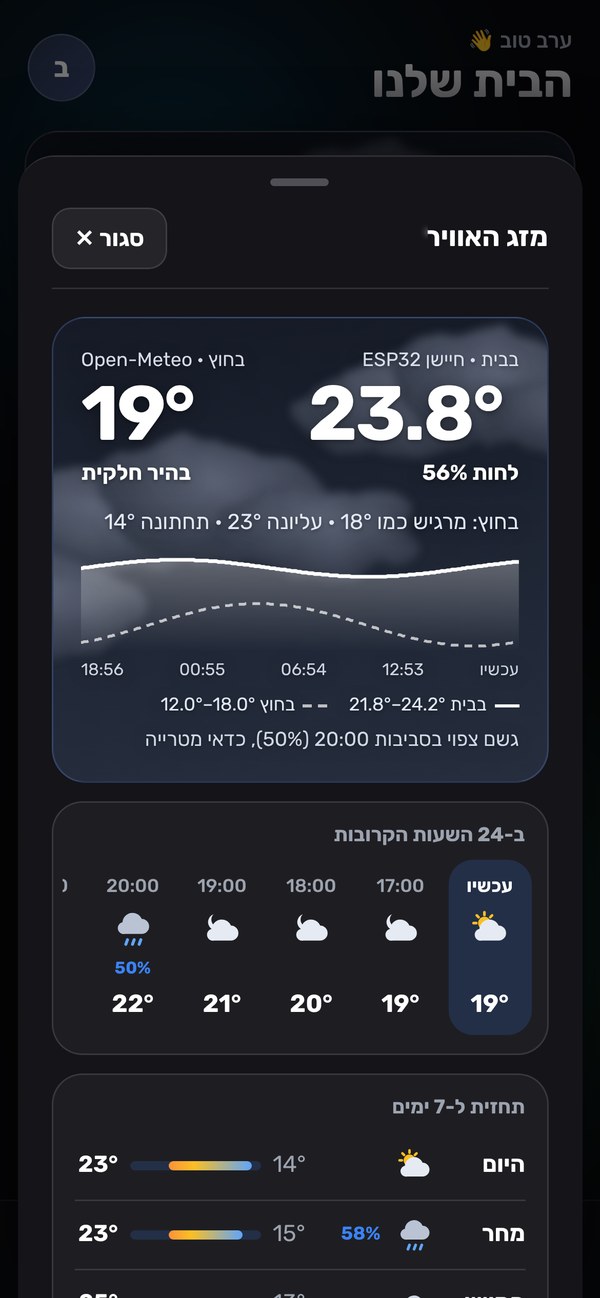 ערב טוב 👋
הבית שלנו
ב
מזג האוויר
סגור ✕
בבית • חיישן ESP32
בחוץ • Open-Meteo
23.8°
19°
לחות 56%
בהיר חלקית
בחוץ: מרגיש כמו 18° • עליונה 23° • תחתונה 14°
עכשיו 12:53 06:54 00:55 18:56
בבית 21.8°–24.2° בחוץ 12.0°–18.0°
גשם צפוי בסביבות 20:00 (50%), כדאי מטרייה
ב-24 השעות הקרובות
עכשיו 17:00 18:00 19:00 20:00
50%
19° 19° 20° 21° 22°
תחזית ל-7 ימים
היום 14° 23°
מחר 58% 15° 23°